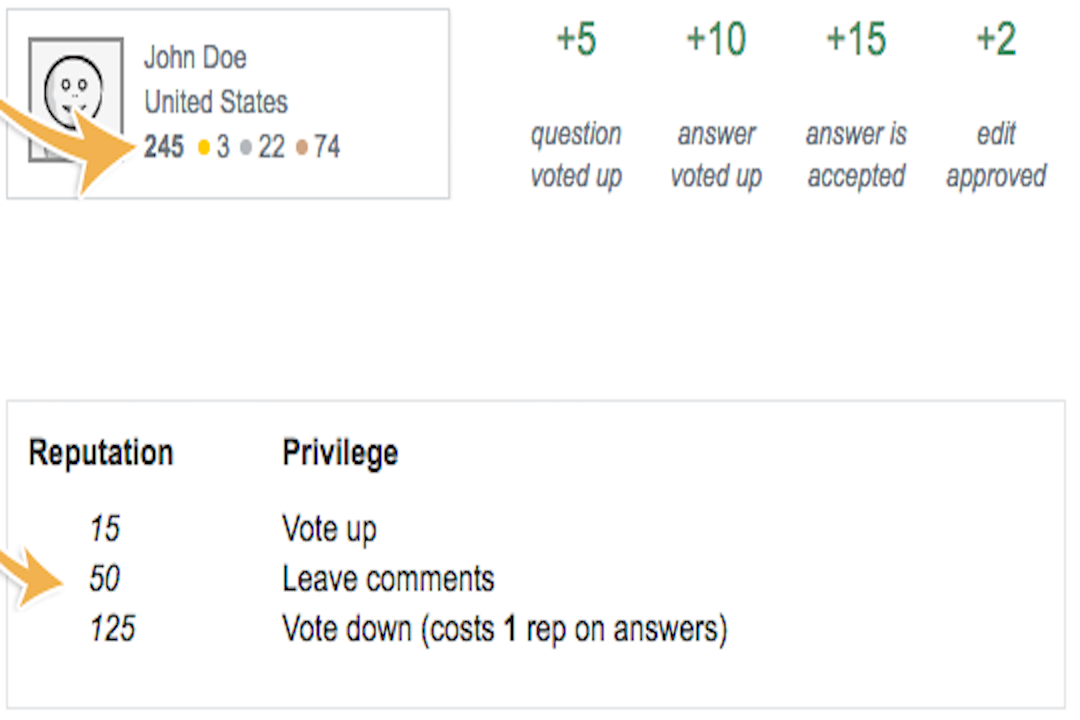 John Doe
United States
245 3 22 74
+5 +10 +15 +2
question answer answer is edit
voted up voted up accepted approved
Reputation Privilege
15 Vote up
50 Leave comments
125 Vote down (costs 1 rep on answers)